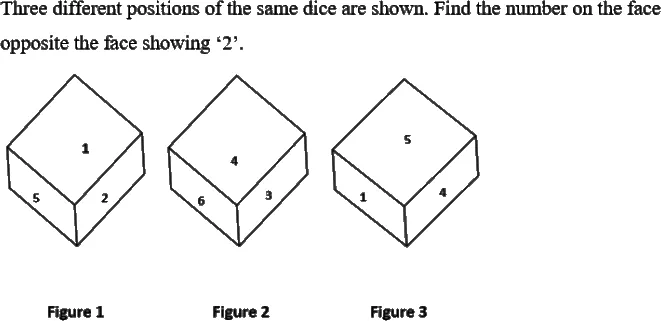 Three different positions of the same dice are shown. Find the number on the face
opposite the face showing ‘2’.
1
5 2
4
6 3
5
1 4
Figure 1 Figure 2 Figure 3